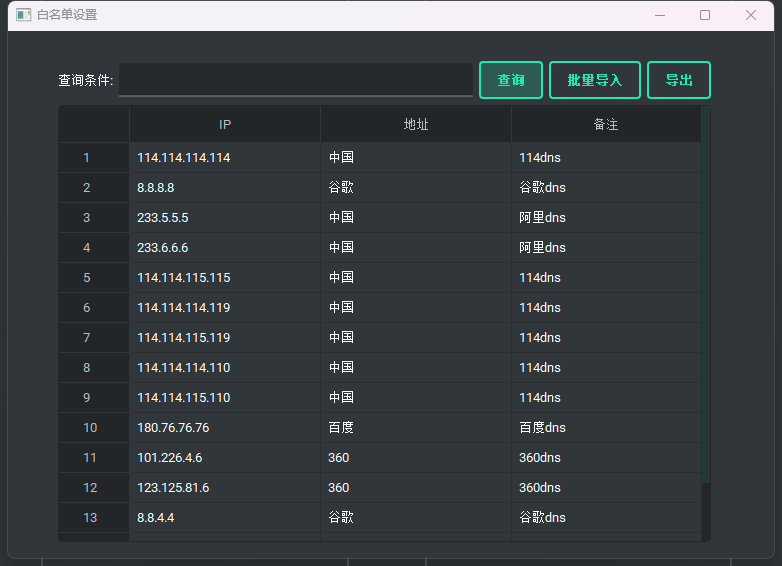 白名单设置
查询条件: 查询 批量导入 导出
IP 地址 备注
1 114.114.114.114 中国 114dns
2 8.8.8.8 谷歌 谷歌dns
3 233.5.5.5 中国 阿里dns
4 233.6.6.6 中国 阿里dns
5 114.114.115.115 中国 114dns
6 114.114.114.119 中国 114dns
7 114.114.115.119 中国 114dns
8 114.114.114.110 中国 114dns
9 114.114.115.110 中国 114dns
10 180.76.76.76 百度 百度dns
11 101.226.4.6 360 360dns
12 123.125.81.6 360 360dns
13 8.8.4.4 谷歌 谷歌dns